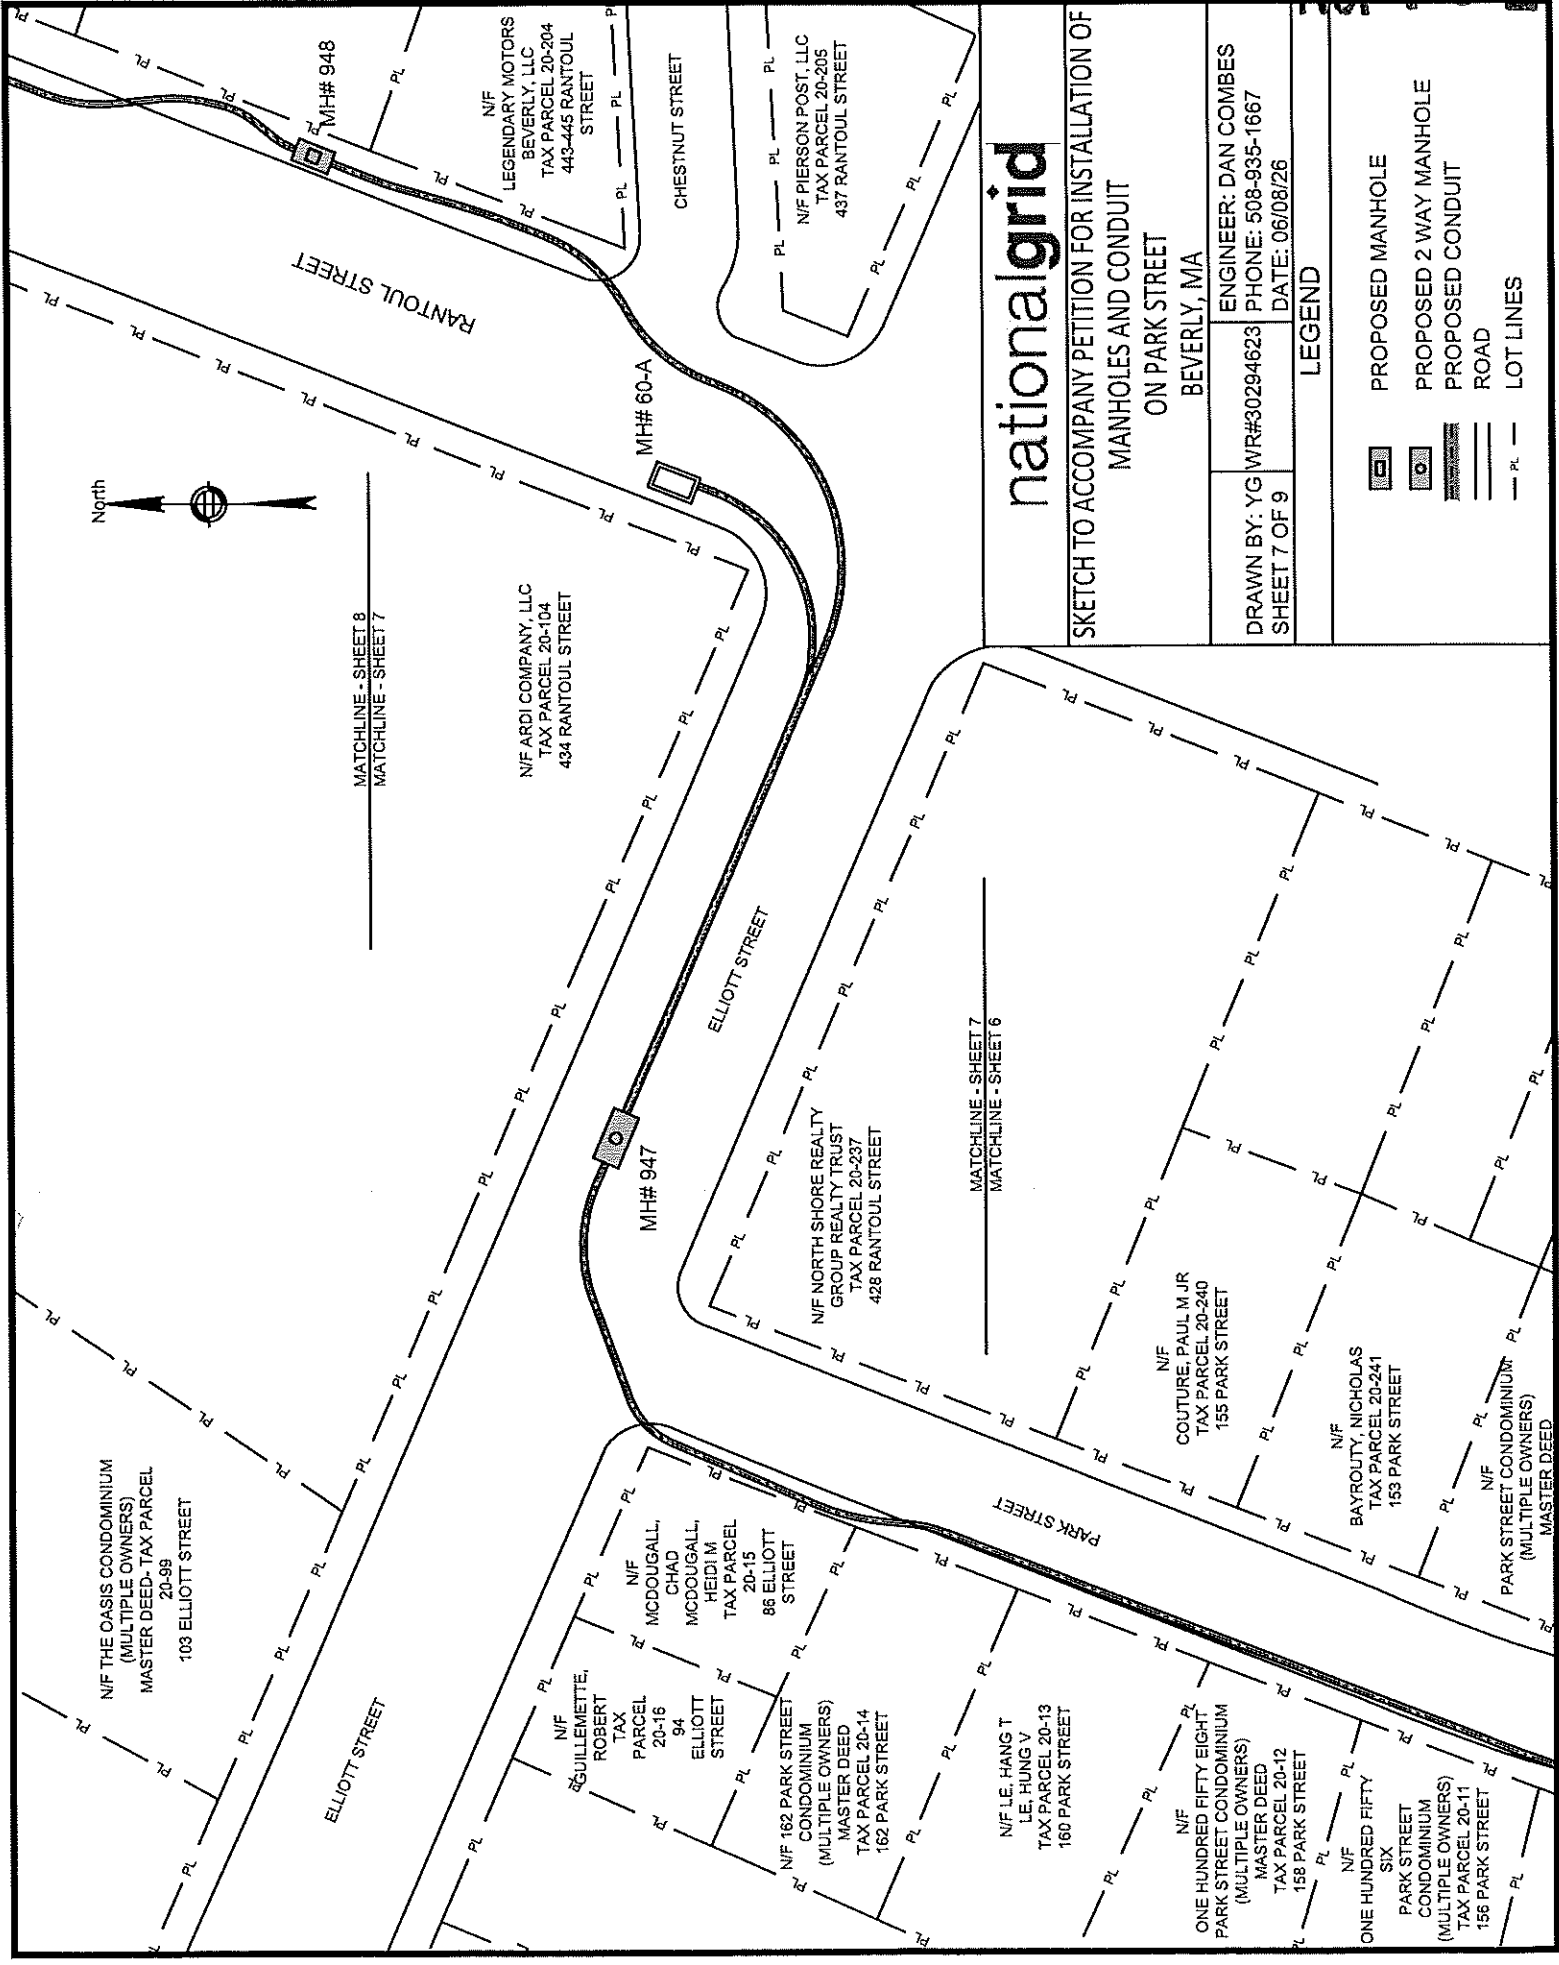 North
MATCHLINE - SHEET 8
MATCHLINE - SHEET 7
N/F THE OASIS CONDOMINIUM
(MULTIPLE OWNERS)
MASTER DEED- TAX PARCEL
20-99
103 ELLIOTT STREET
N/F ARDI COMPANY, LLC
TAX PARCEL 20-104
434 RANTOUL STREET
RANTOUL STREET
MH# 948
N/F
LEGENDARY MOTORS
BEVERLY, LLC
TAX PARCEL 20-204
443-445 RANTOUL
STREET
CHESTNUT STREET
N/F PIERSON POST, LLC
TAX PARCEL 20-205
437 RANTOUL STREET
MH# 60-A
ELLIOTT STREET
ELLIOTT STREET
MH# 947
N/F
GUILLEMETTE,
ROBERT
TAX
PARCEL
20-16
94
ELLIOTT
STREET
N/F
MCDOUGALL,
CHAD
MCDOUGALL,
HEIDI M
TAX PARCEL
20-15
86 ELLIOTT
STREET
N/F 162 PARK STREET
CONDOMINIUM
(MULTIPLE OWNERS)
MASTER DEED
TAX PARCEL 20-14
162 PARK STREET
N/F LE, HANG T
LE, HUNG V
TAX PARCEL 20-13
160 PARK STREET
N/F
ONE HUNDRED FIFTY EIGHT
PARK STREET CONDOMINIUM
(MULTIPLE OWNERS)
MASTER DEED
TAX PARCEL 20-12
158 PARK STREET
N/F
ONE HUNDRED FIFTY
SIX
PARK STREET
CONDOMINIUM
(MULTIPLE OWNERS)
TAX PARCEL 20-11
156 PARK STREET
PARK STREET
N/F NORTH SHORE REALTY
GROUP REALTY TRUST
TAX PARCEL 20-237
428 RANTOUL STREET
MATCHLINE - SHEET 7
MATCHLINE - SHEET 6
N/F
COUTURE, PAUL M JR
TAX PARCEL 20-240
155 PARK STREET
N/F
BAYROUTY, NICHOLAS
TAX PARCEL 20-241
153 PARK STREET
N/F
PARK STREET CONDOMINIUM
(MULTIPLE OWNERS)
MASTER DEED
nationalgrid
SKETCH TO ACCOMPANY PETITION FOR INSTALLATION OF
MANHOLES AND CONDUIT
ON PARK STREET
BEVERLY, MA
DRAWN BY: YG
SHEET 7 OF 9
WR#30294623
ENGINEER: DAN COMBES
PHONE: 508-935-1667
DATE: 06/08/26
LEGEND
PROPOSED MANHOLE
PROPOSED 2 WAY MANHOLE
PROPOSED CONDUIT
ROAD
PL
LOT LINES